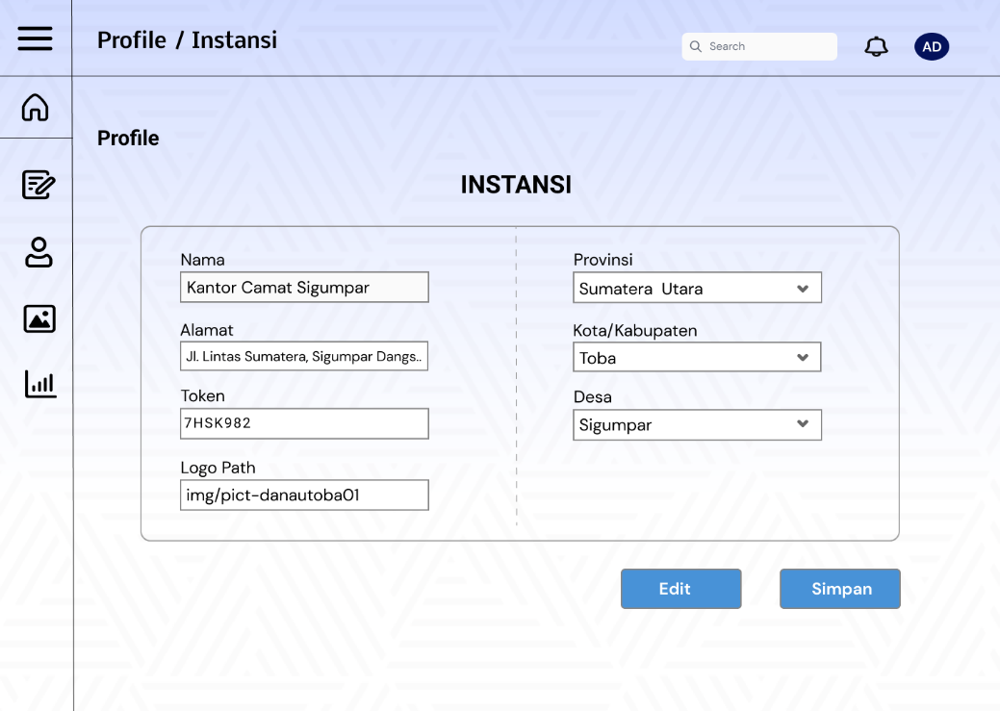 Profile / Instansi
Search
AD
Profile
INSTANSI
Nama
Kantor Camat Sigumpar
Alamat
Jl. Lintas Sumatera, Sigumpar Dangs..
Token
7HSK982
Logo Path
img/pict-danautoba01
Provinsi
Sumatera Utara
Kota/Kabupaten
Toba
Desa
Sigumpar
Edit
Simpan